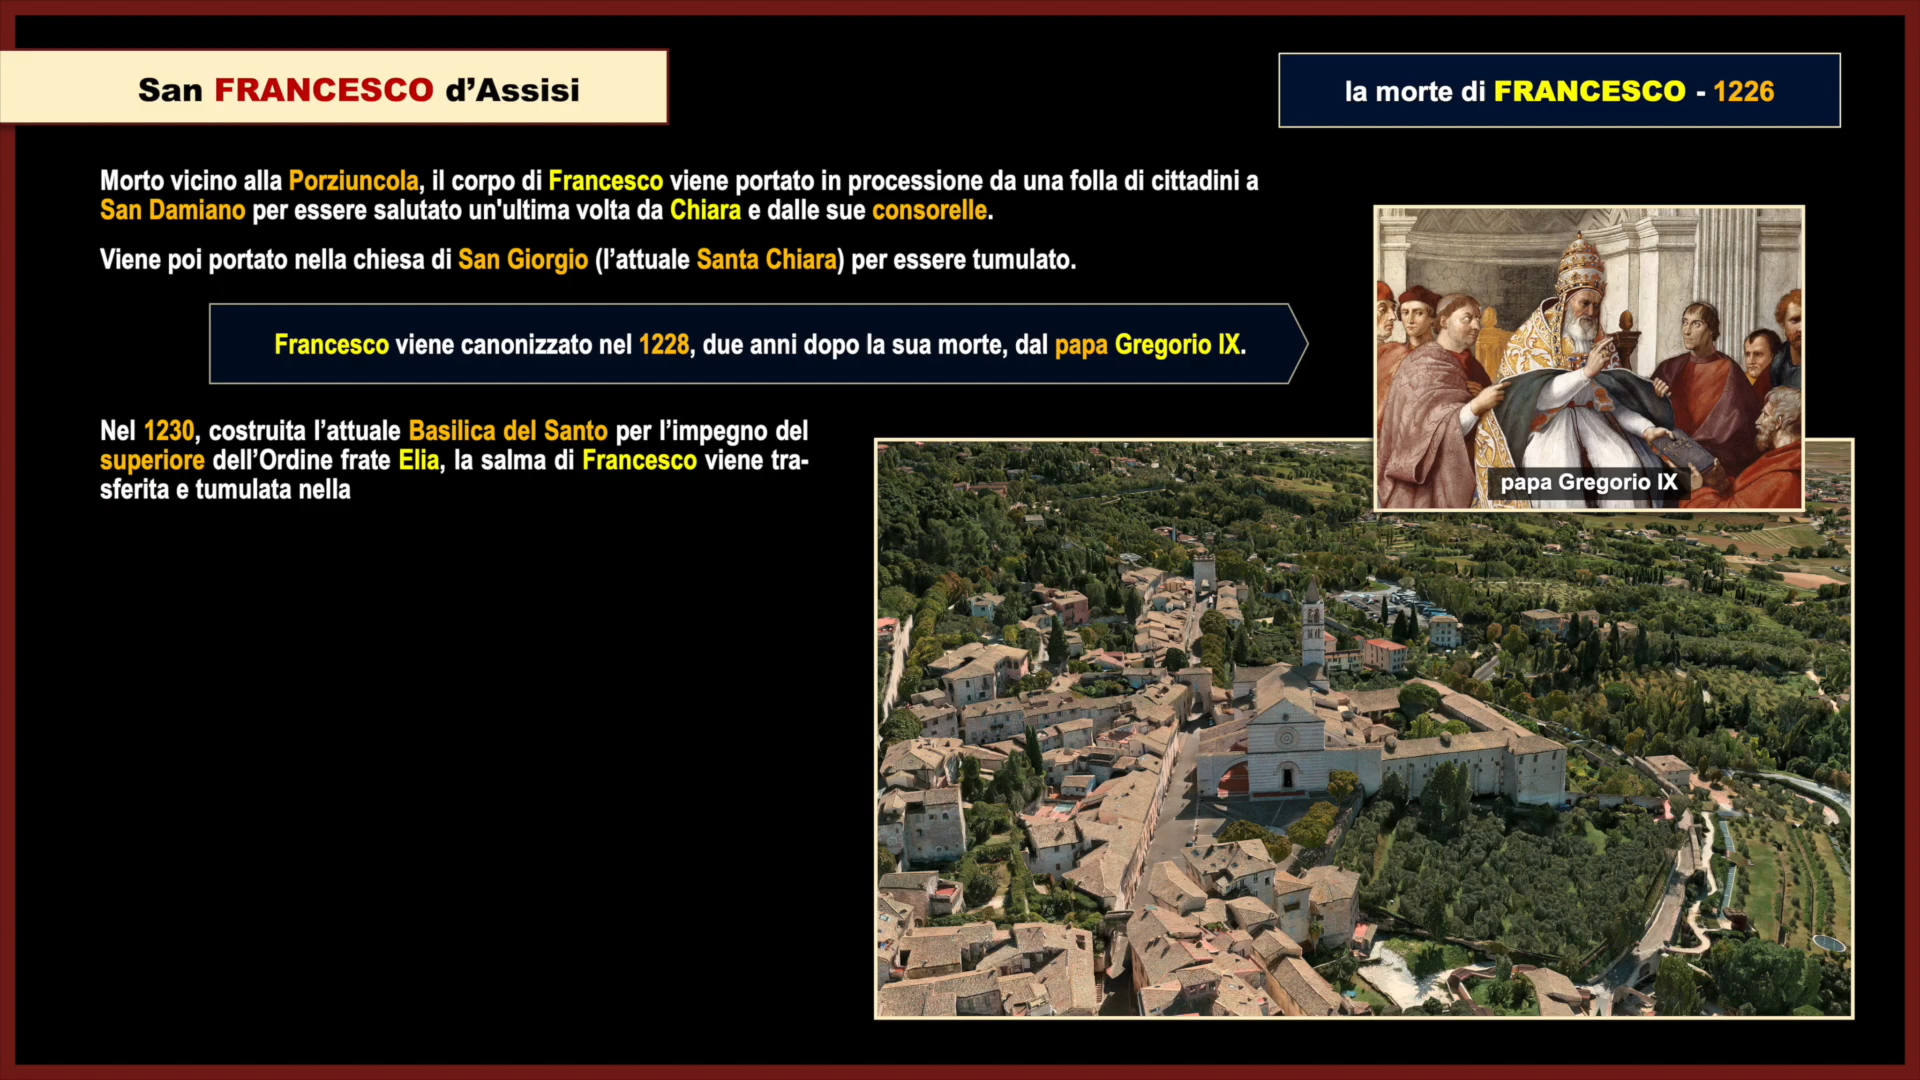 San FRANCESCO d’Assisi
la morte di FRANCESCO - 1226
Morto vicino alla Porziuncola, il corpo di Francesco viene portato in processione da una folla di cittadini a
San Damiano per essere salutato un'ultima volta da Chiara e dalle sue consorelle.
Viene poi portato nella chiesa di San Giorgio (l’attuale Santa Chiara) per essere tumulato.
Francesco viene canonizzato nel 1228, due anni dopo la sua morte, dal papa Gregorio IX.
Nel 1230, costruita l’attuale Basilica del Santo per l’impegno del
superiore dell’Ordine frate Elia, la salma di Francesco viene tra-
sferita e tumulata nella
papa Gregorio IX